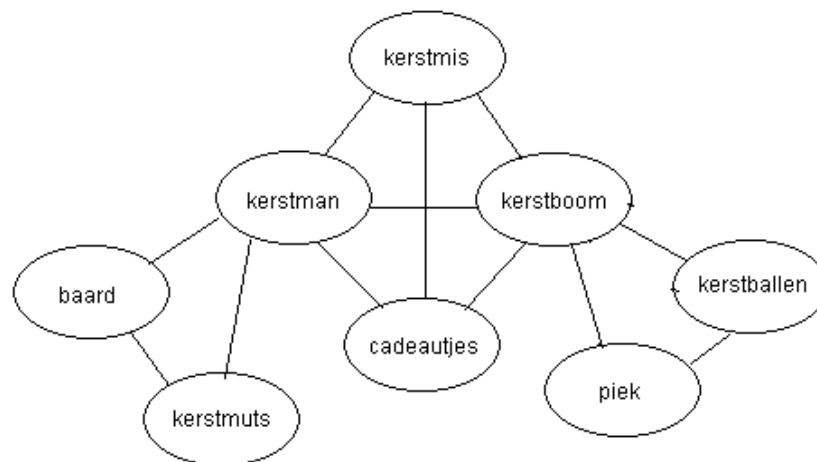 kerstmis
kerstman
kerstboom
baard
kerstballen
cadeautjes
piek
kerstmuts